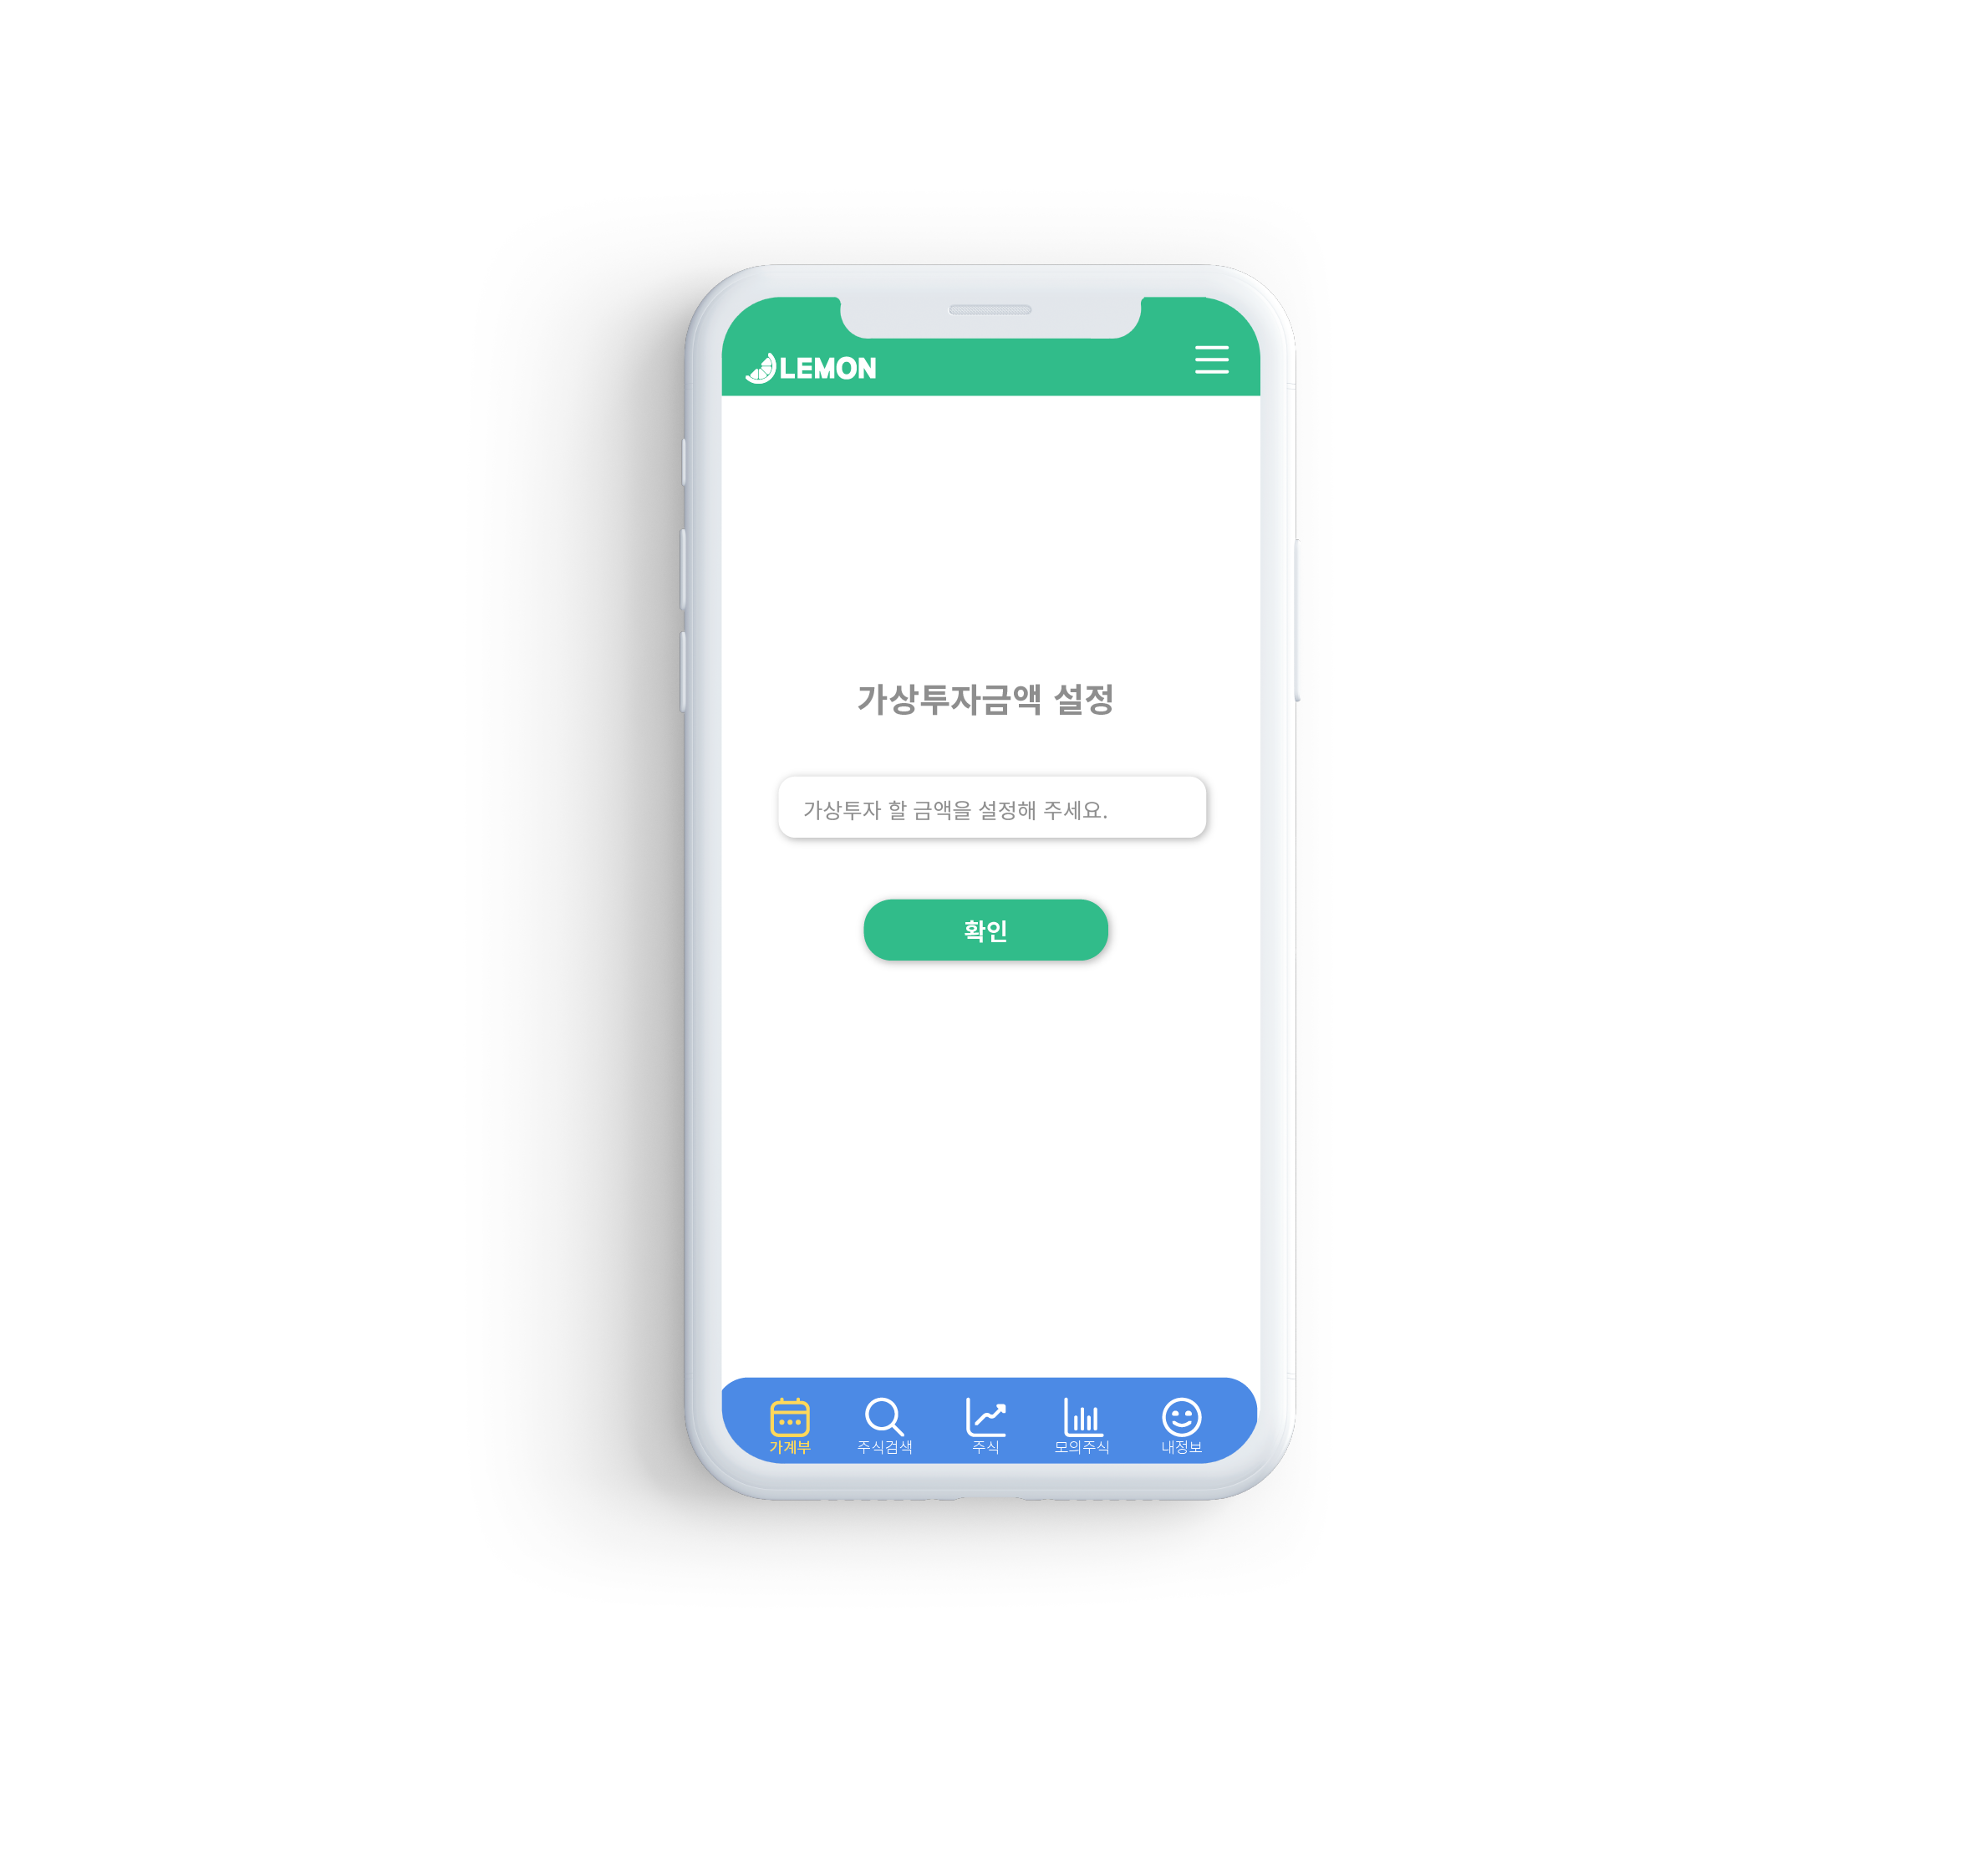 LEMON
가상투자금액 설정
가상투자 할 금액을 설정해 주세요.
확인
가계부 주식검색 주식 모의주식 내정보